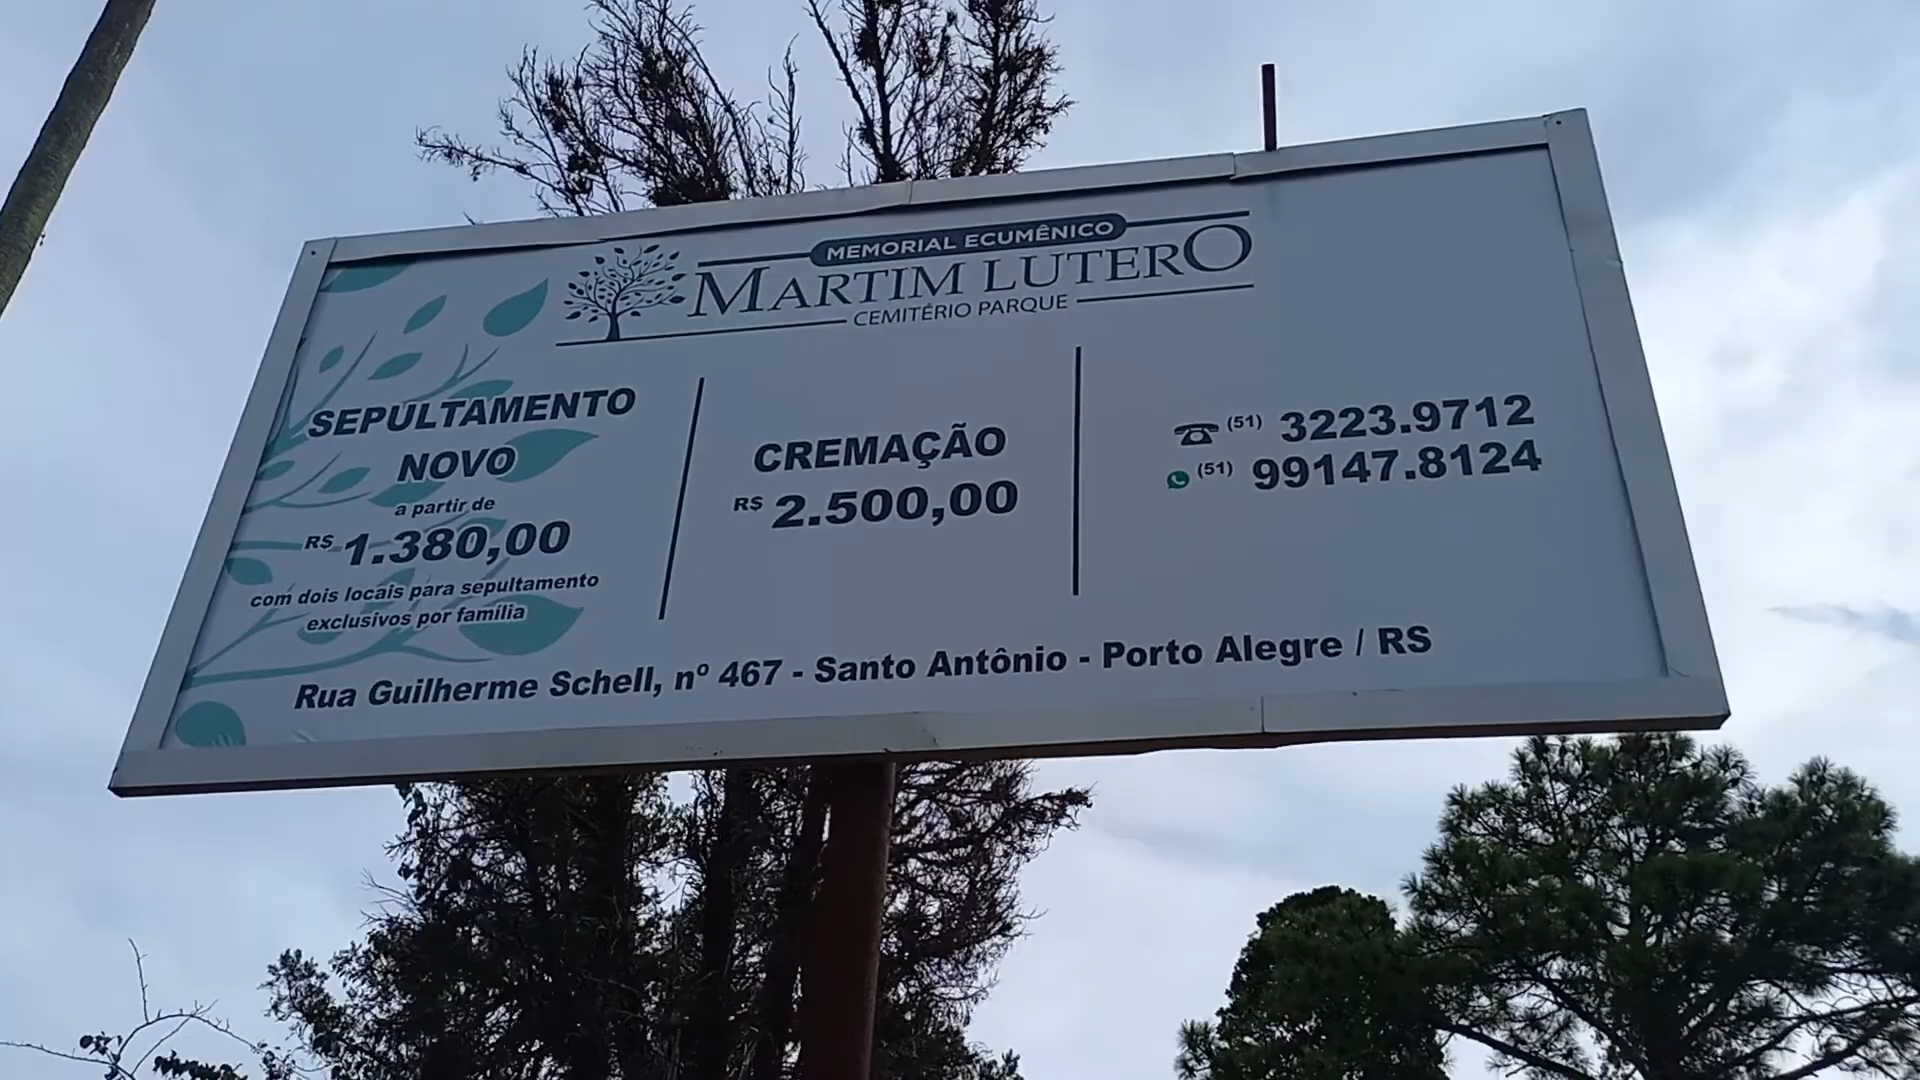 MEMORIAL ECUMÊNICO
MARTIM LUTERO
CEMITÉRIO PARQUE
SEPULTAMENTO
NOVO
a partir de
R$ 1.380,00
com dois locais para sepultamento
exclusivos por família
CREMAÇÃO
R$ 2.500,00
(51) 3223.9712
(51) 99147.8124
Rua Guilherme Schell, nº 467 - Santo Antônio - Porto Alegre / RS